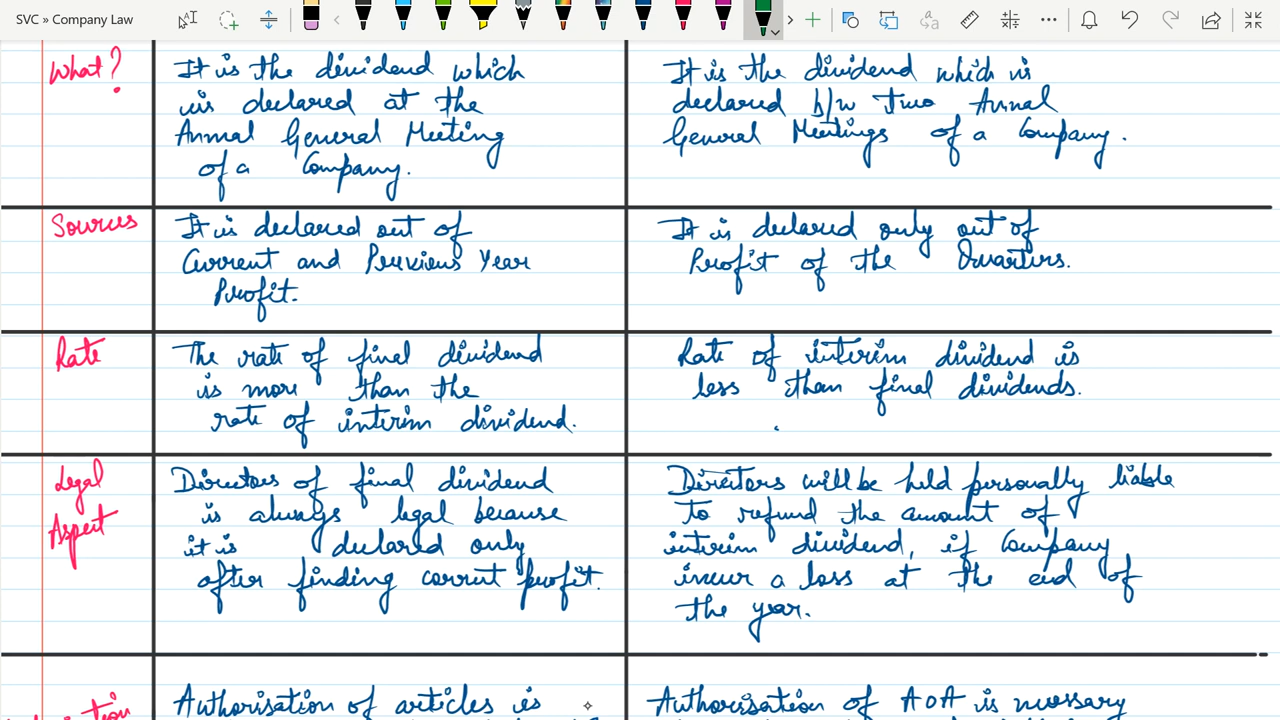 SVC » Company Law
What?
It is the dividend which
is declared at the
Annual General Meeting
of a Company.
It is the dividend which is
declared b/w Two Annual
General Meetings of a Company.
Sources
It is declared out of
Current and Previous Year
Profit.
It is declared only out of
Profit of the Quarters.
Rate
The rate of final dividend
is more than the
rate of interim dividend.
Rate of interim dividend is
less than final dividends.
Legal
Aspect
Directors of final dividend
is always legal because
it is declared only
after finding correct profit.
Directors will be held personally liable
to refund the amount of
interim dividend, if Company
incur a loss at the end of
the year.
Authorisation of articles is
Authorisation of AOA is